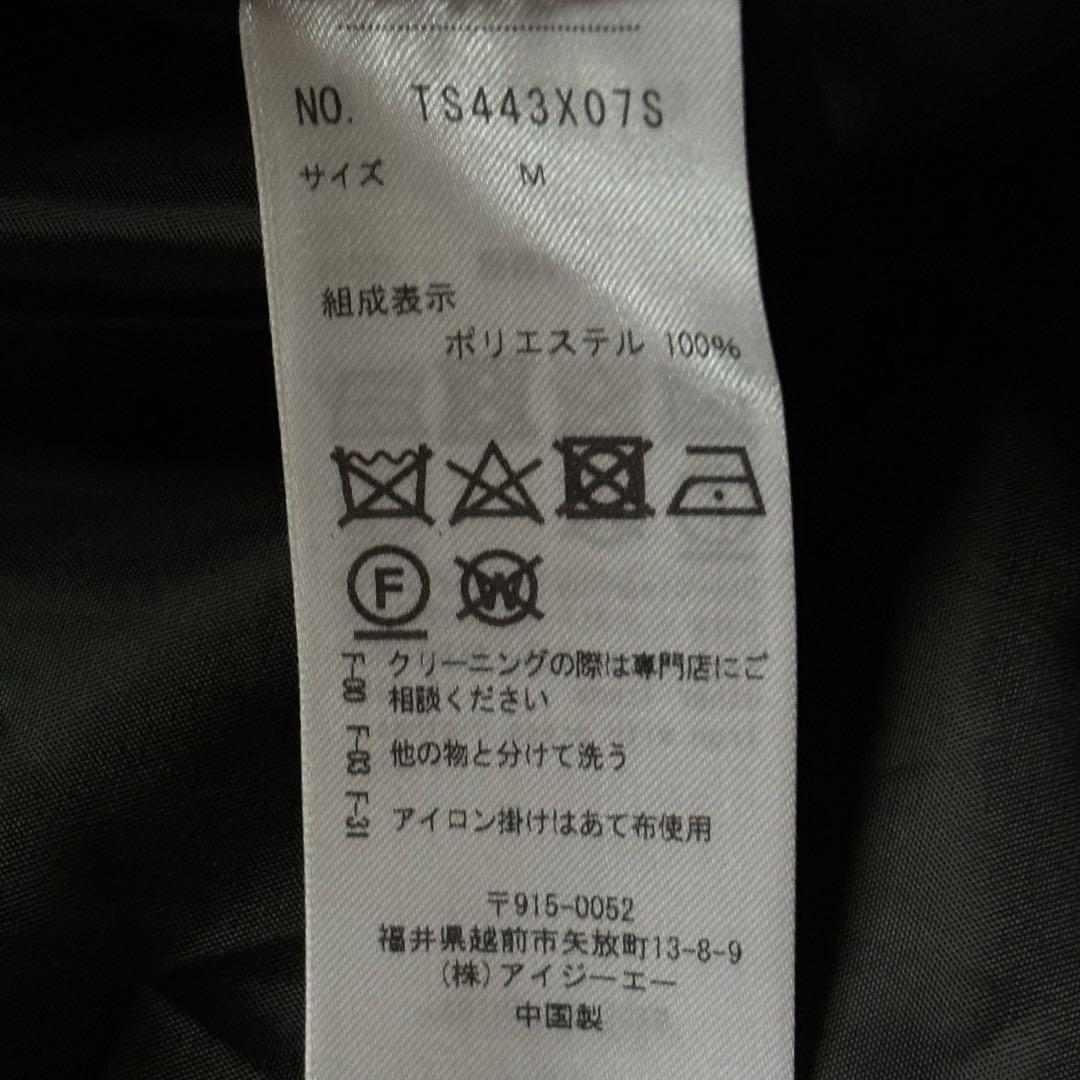 NO. TS443X07S
サイズ M
組成表示
ポリエステル 100%
F
W
F-00 クリーニングの際は専門店にご
相談ください
F-03 他の物と分けて洗う
F-31 アイロン掛けはあて布使用
〒915-0052
福井県越前市矢放町13-8-9
(株)アイジーエー
中国製